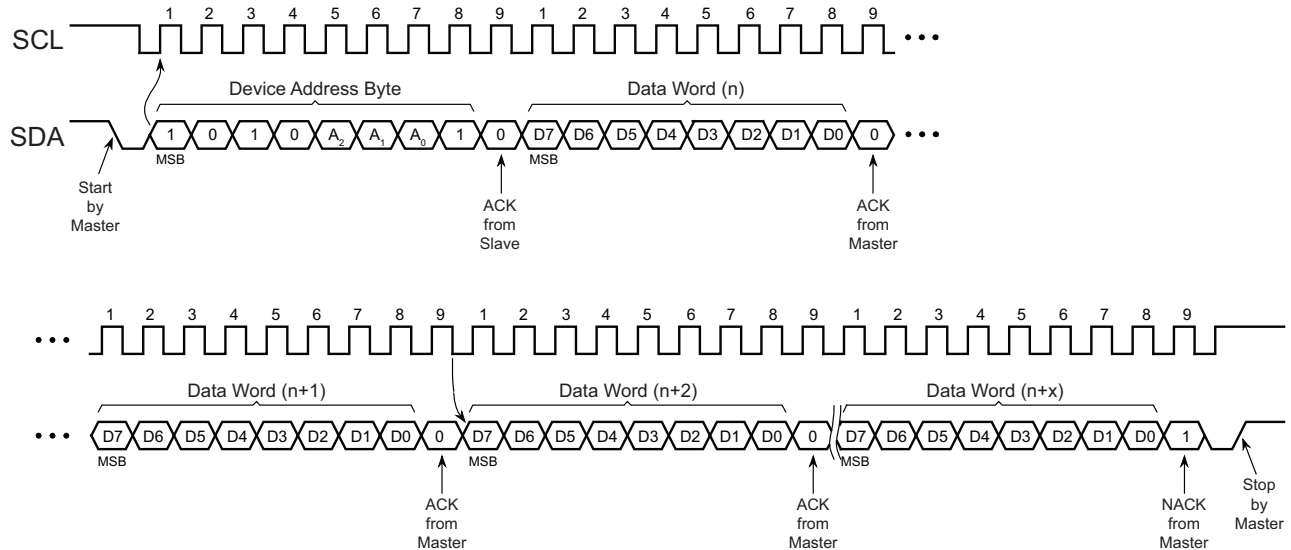 1 2 3 4 5 6 7 8 9 1 2 3 4 5 6 7 8 9
SCL
Device Address Byte Data Word (n)
SDA 1 0 1 0 A2 A1 A0 1 0 D7 D6 D5 D4 D3 D2 D1 D0 0
MSB MSB
Start
by
Master
ACK
from
Slave
ACK
from
Master
1 2 3 4 5 6 7 8 9 1 2 3 4 5 6 7 8 9 1 2 3 4 5 6 7 8 9
Data Word (n+1) Data Word (n+2) Data Word (n+x)
D7 D6 D5 D4 D3 D2 D1 D0 0 D7 D6 D5 D4 D3 D2 D1 D0 0 D7 D6 D5 D4 D3 D2 D1 D0 1
MSB MSB MSB
ACK
from
Master
ACK
from
Master
NACK
from
Master
Stop
by
Master